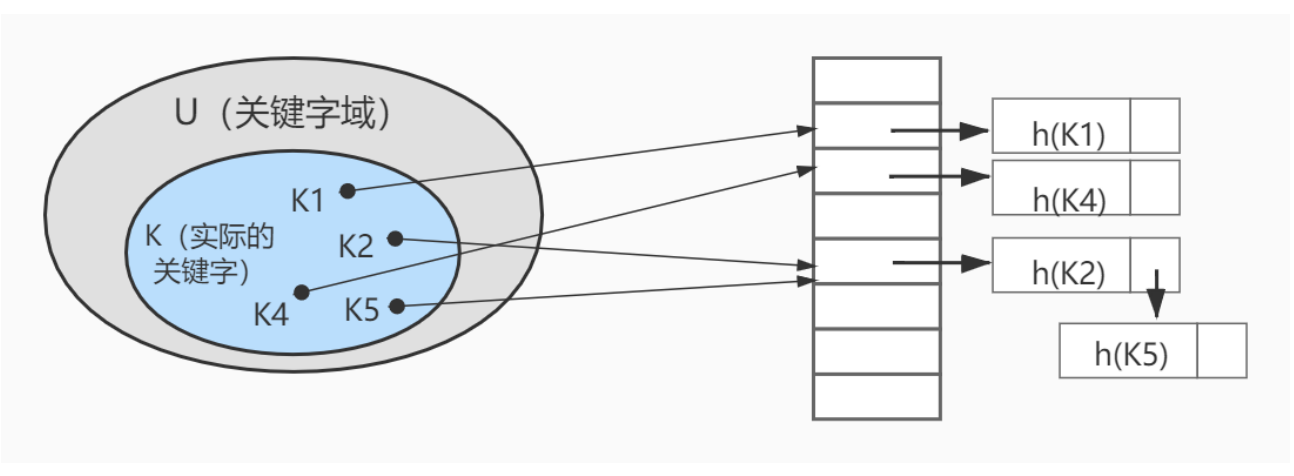 U（关键字域）
K1
K（实际的
关键字）
K2
K4
K5
h(K1)
h(K4)
h(K2)
h(K5)